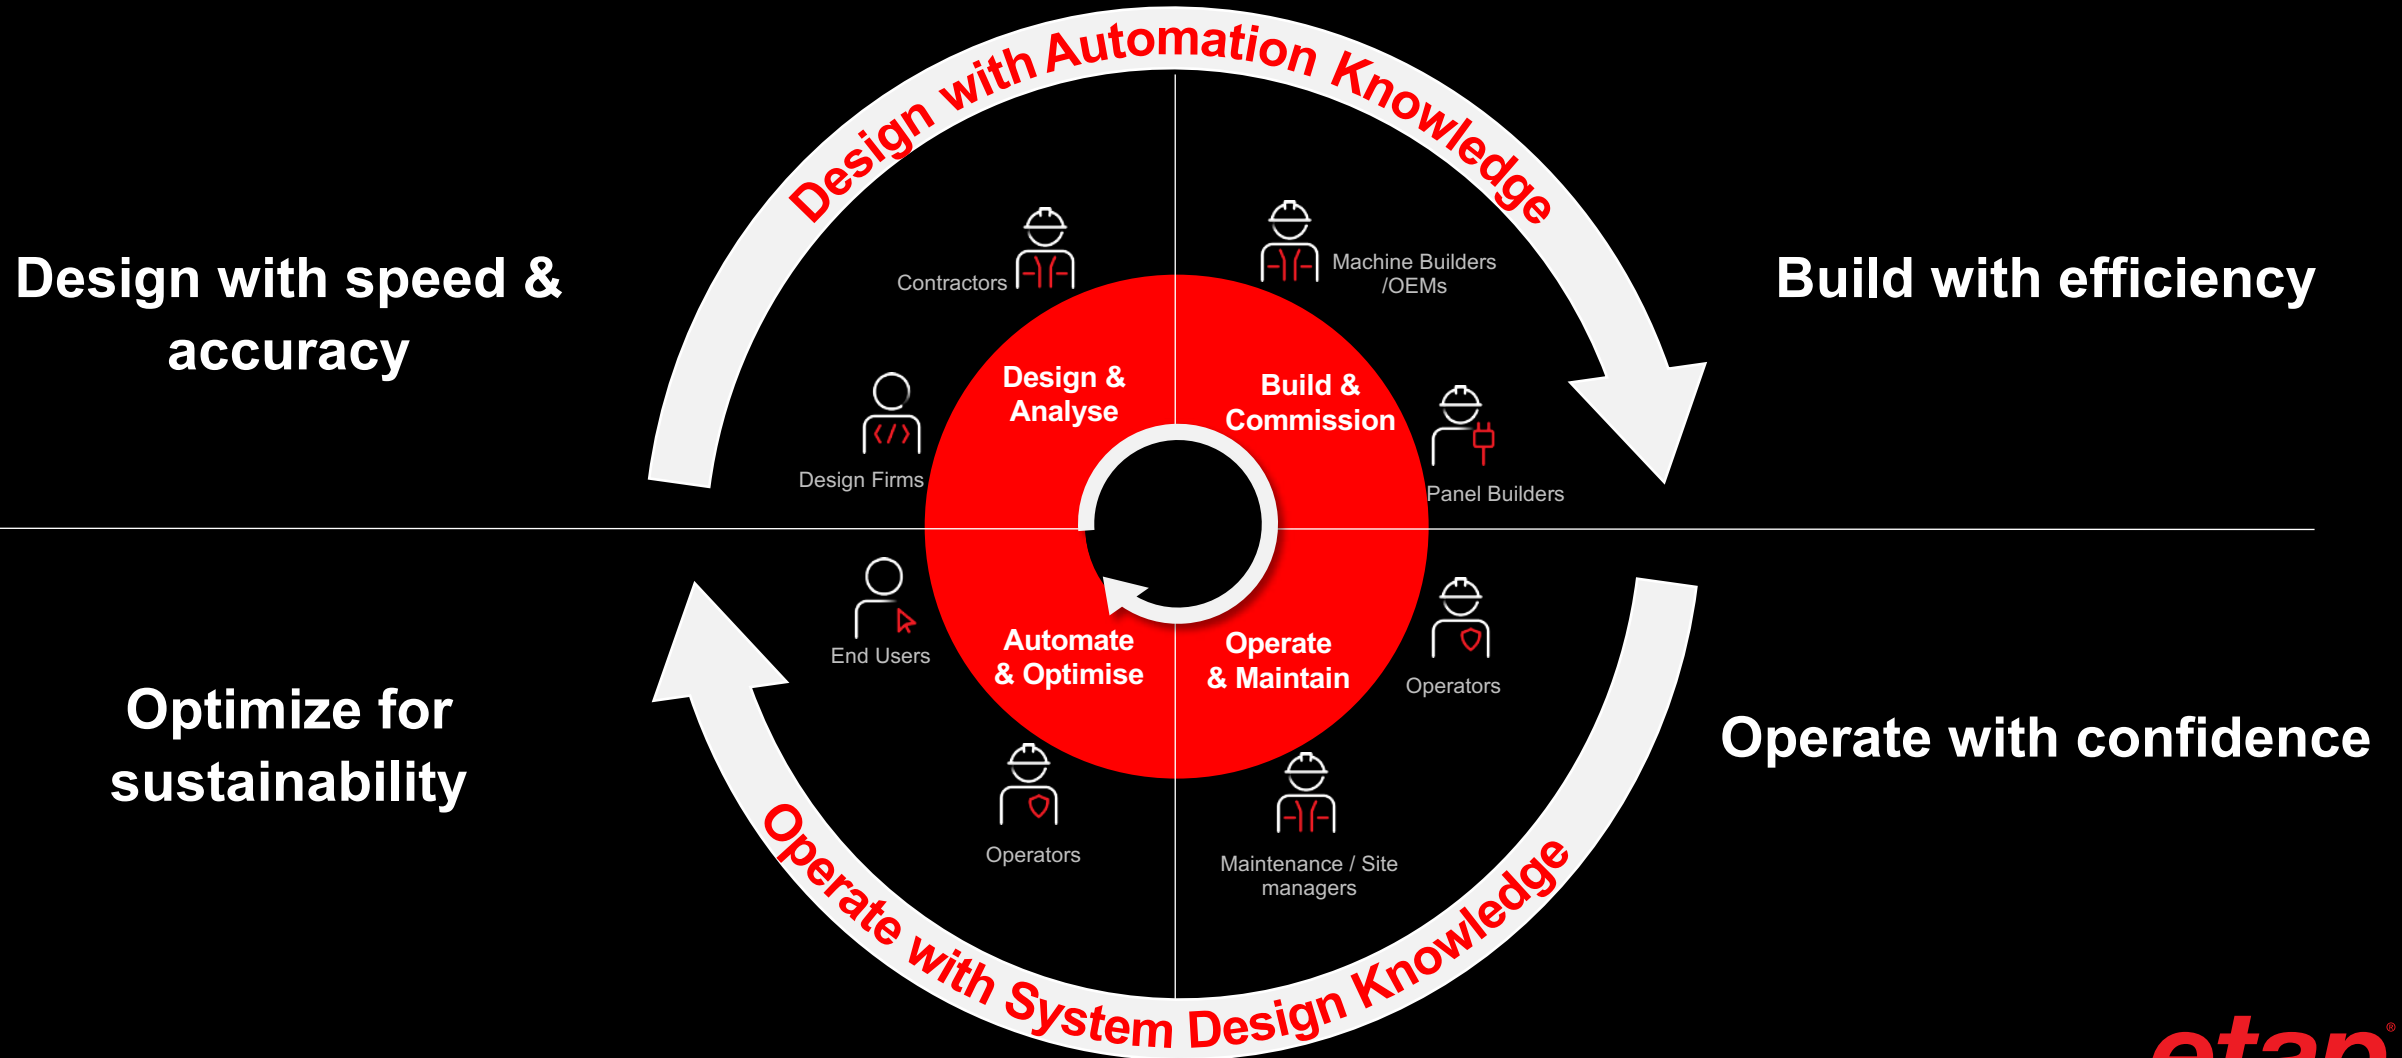 Design with Automation Knowledge
Design with speed &
accuracy
Contractors
Design Firms
Design &
Analyse
Machine Builders
/OEMs
Build &
Commission
Panel Builders
Build with efficiency
Optimize for
sustainability
End Users
Automate
& Optimise
Operators
Operate
& Maintain
Operators
Maintenance / Site
managers
Operate with confidence
Operate with System Design Knowledge
etap®